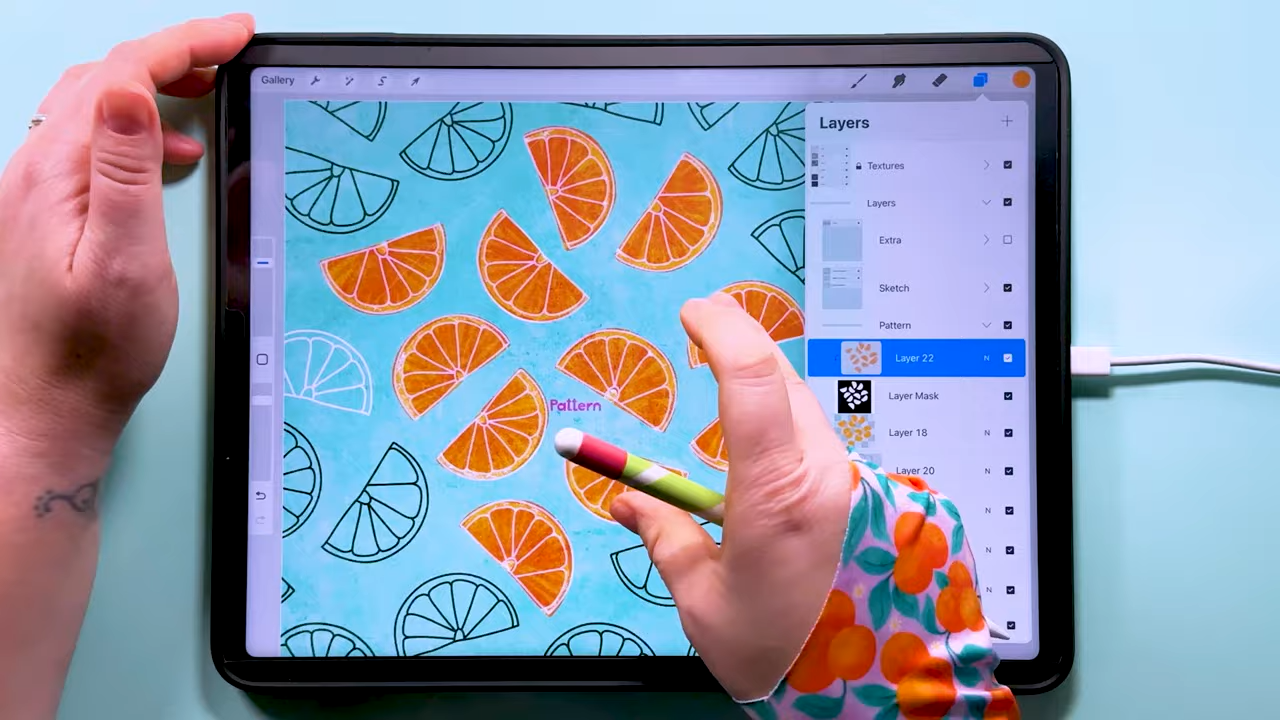 Gallery
Layers
Textures
Layers
Extra
Sketch
Pattern
Layer 22 N
Layer Mask
Layer 18 N
Pattern
Layer 20 N
N
N
N